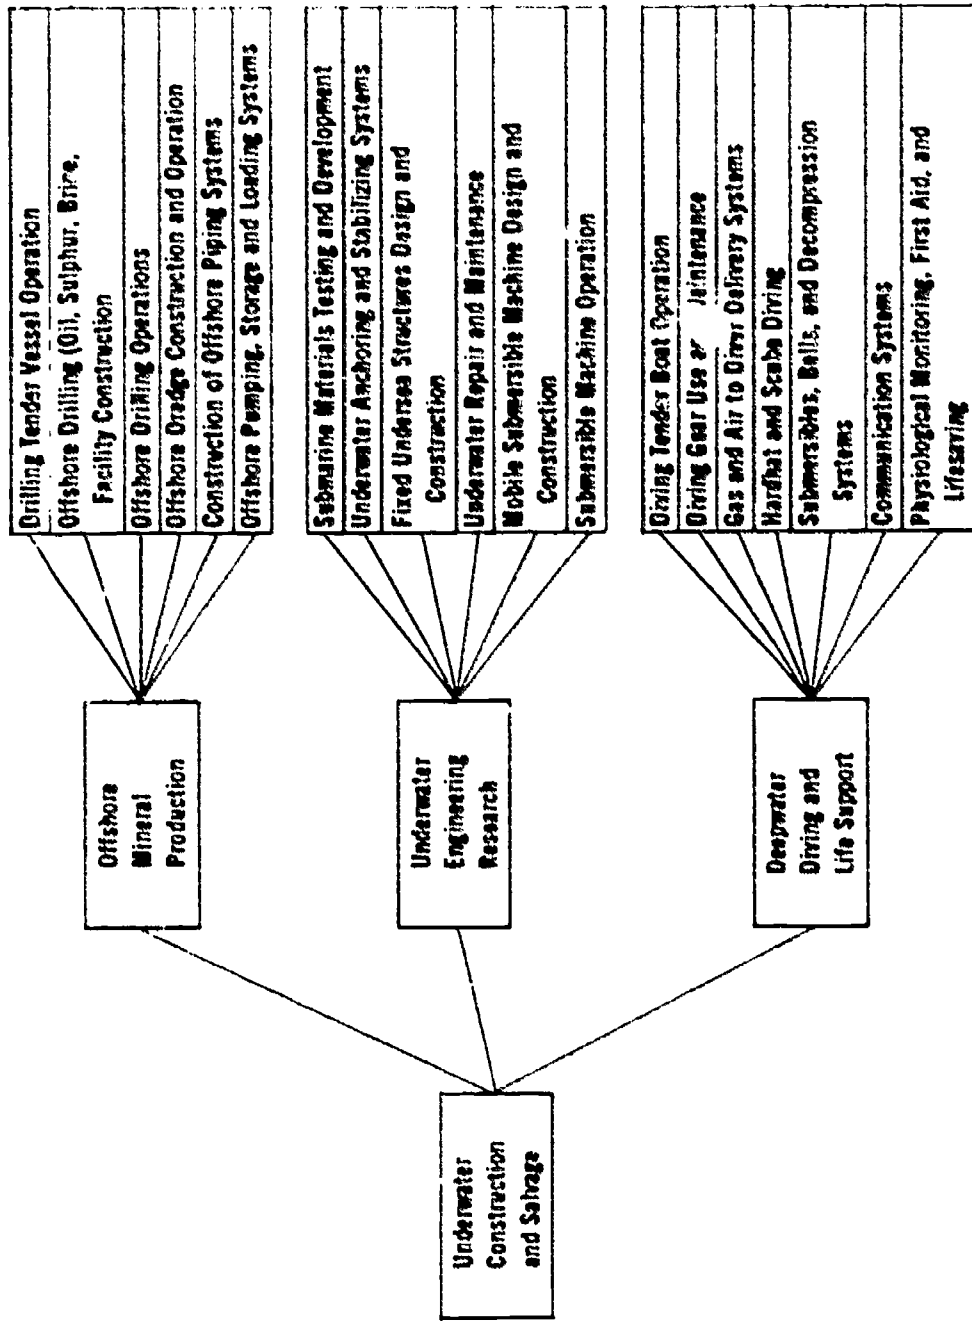 Underwater
Construction
and Salvage
Offshore
Mineral
Production
Underwater
Engineering
Research
Deepwater
Diving and
Life Support
Drilling Tender Vessel Operation
Offshore Drilling (Oil, Sulphur, Brine,
Facility Construction
Offshore Drilling Operations
Offshore Dredge Construction and Operation
Construction of Offshore Piping Systems
Offshore Pumping, Storage and Loading Systems
Submarine Materials Testing and Development
Underwater Anchoring and Stabilizing Systems
Fixed Undersea Structures Design and
Construction
Underwater Repair and Maintenance
Mobile Submersible Machine Design and
Construction
Submersible Machine Operation
Diving Tender Boat Operation
Diving Gear Use
Gas and Air to Diver Delivery Systems
Hardhat and Scuba Diving
Submersibles, Bells, and Decompression
Systems
Communication Systems
Physiological Monitoring, First Aid, and
Lifesaving